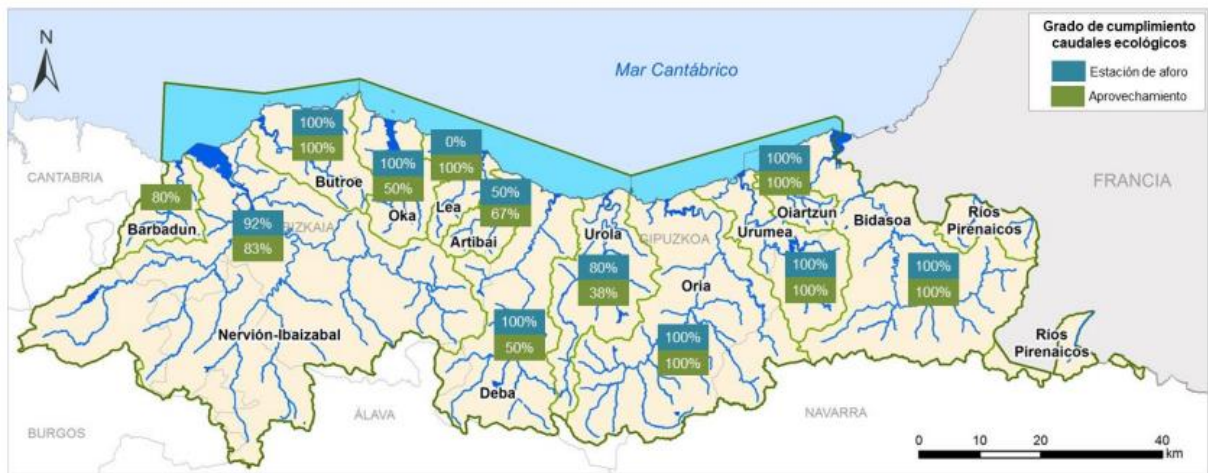 N
Mar Cantábrico
Grado de cumplimiento
caudales ecológicos
Estación de aforo
Aprovechamiento
CANTABRIA
FRANCIA
BIZKAIA
GIPUZKOA
BURGOS
ÁLAVA
NAVARRA
80%
Barbadun
92%
83%
Nervión-Ibaizabal
100%
100%
Butroe
100%
50%
Oka
0%
100%
Lea
50%
67%
Artibai
100%
50%
Deba
Urola
80%
38%
Oria
100%
100%
100%
100%
Oiartzun
Urumea
100%
100%
Bidasoa
100%
100%
Ríos
Pirenaicos
Ríos
Pirenaicos
0 10 20 40
km